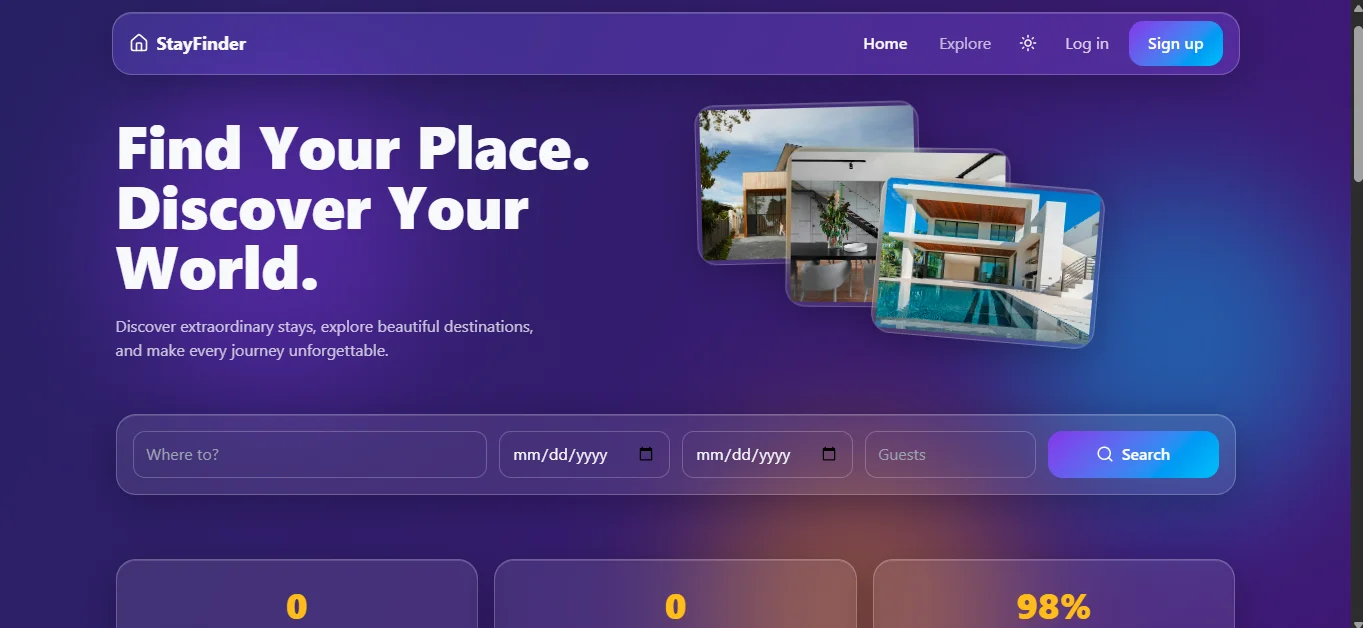 StayFinder
Home
Explore
Log in
Sign up
Find Your Place.
Discover Your
World.
Discover extraordinary stays, explore beautiful destinations,
and make every journey unforgettable.
Where to?
mm/dd/yyyy
mm/dd/yyyy
Guests
Search
0
0
98%